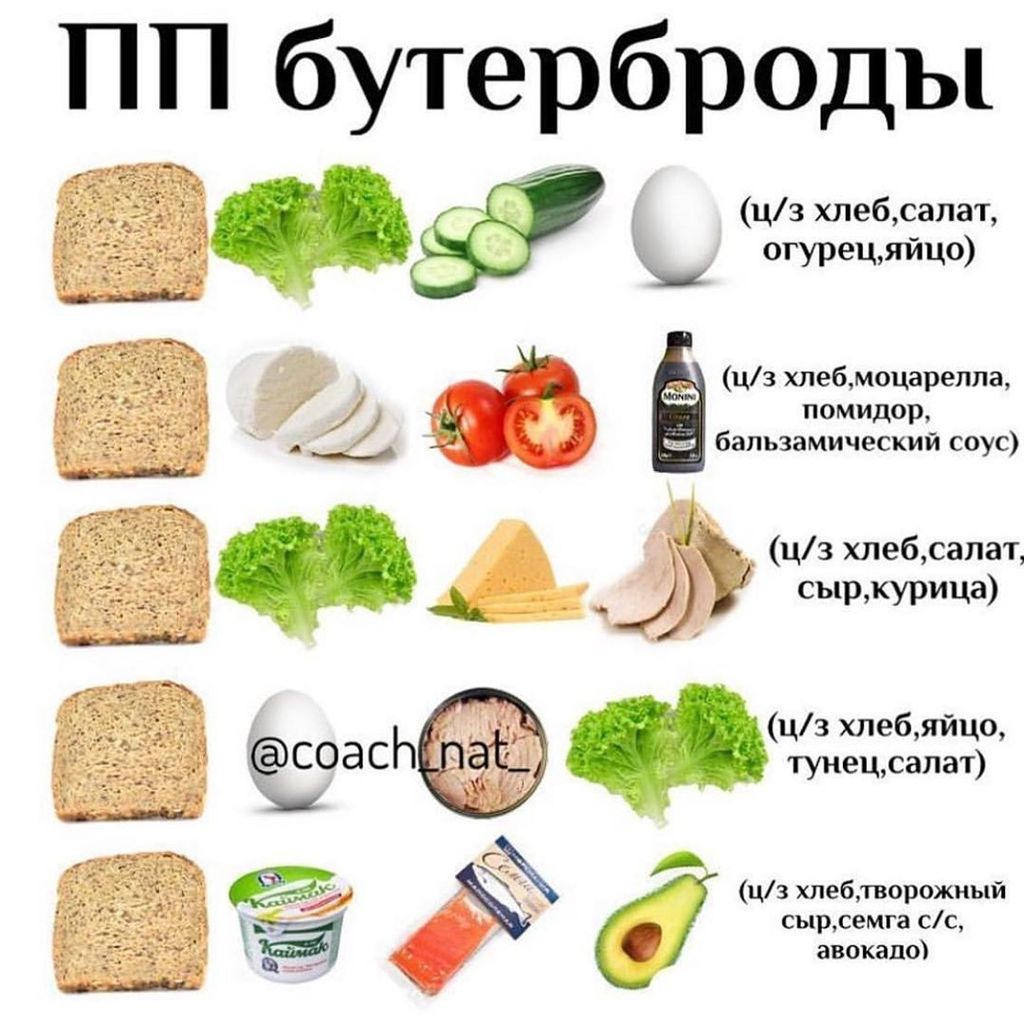 ПП бутерброды
(ц/з хлеб,салат,
огурец,яйцо)
MONINI
(ц/з хлеб,моцарелла,
помидор,
бальзамический соус)
(ц/з хлеб,салат,
сыр,курица)
@coach_nat_
(ц/з хлеб,яйцо,
тунец,салат)
Каймак
Каймак
Семга
(ц/з хлеб,творожный
сыр,семга с/с,
авокадо)